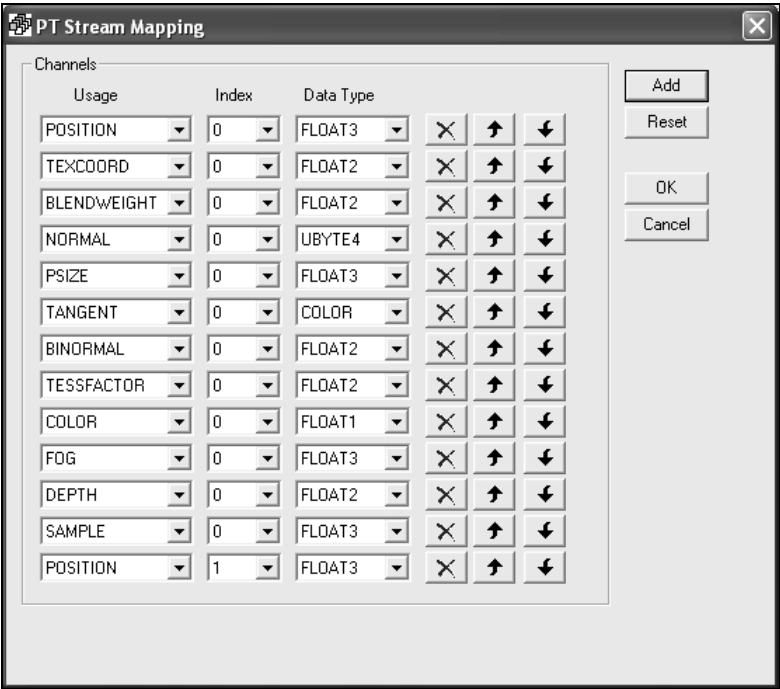 PT Stream Mapping
Channels
Usage Index Data Type
Add
POSITION 0 FLOAT3
Reset
TEXCOORD 0 FLOAT2
BLENDWEIGHT 0 FLOAT2
OK
NORMAL 0 UBYTE4
Cancel
PSIZE 0 FLOAT3
TANGENT 0 COLOR
BINORMAL 0 FLOAT2
TESSFACTOR 0 FLOAT2
COLOR 0 FLOAT1
FOG 0 FLOAT3
DEPTH 0 FLOAT2
SAMPLE 0 FLOAT3
POSITION 1 FLOAT3